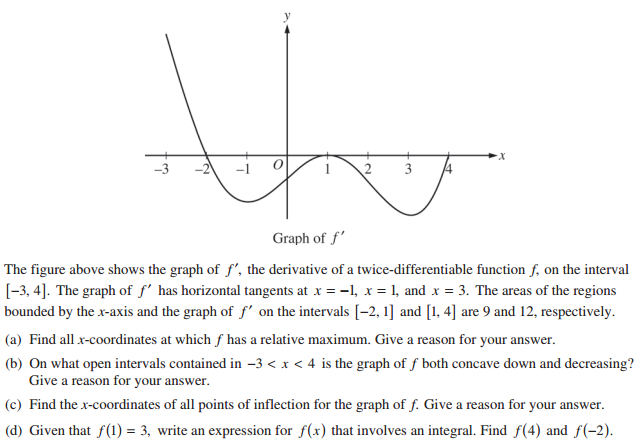 y
x
-3 -2 -1 O 1 2 3 4
Graph of f′
The figure above shows the graph of f′, the derivative of a twice-differentiable function f, on the interval
[-3, 4]. The graph of f′ has horizontal tangents at x = -1, x = 1, and x = 3. The areas of the regions
bounded by the x-axis and the graph of f′ on the intervals [-2, 1] and [1, 4] are 9 and 12, respectively.
(a) Find all x-coordinates at which f has a relative maximum. Give a reason for your answer.
(b) On what open intervals contained in -3 < x < 4 is the graph of f both concave down and decreasing?
Give a reason for your answer.
(c) Find the x-coordinates of all points of inflection for the graph of f. Give a reason for your answer.
(d) Given that f(1) = 3, write an expression for f(x) that involves an integral. Find f(4) and f(-2).